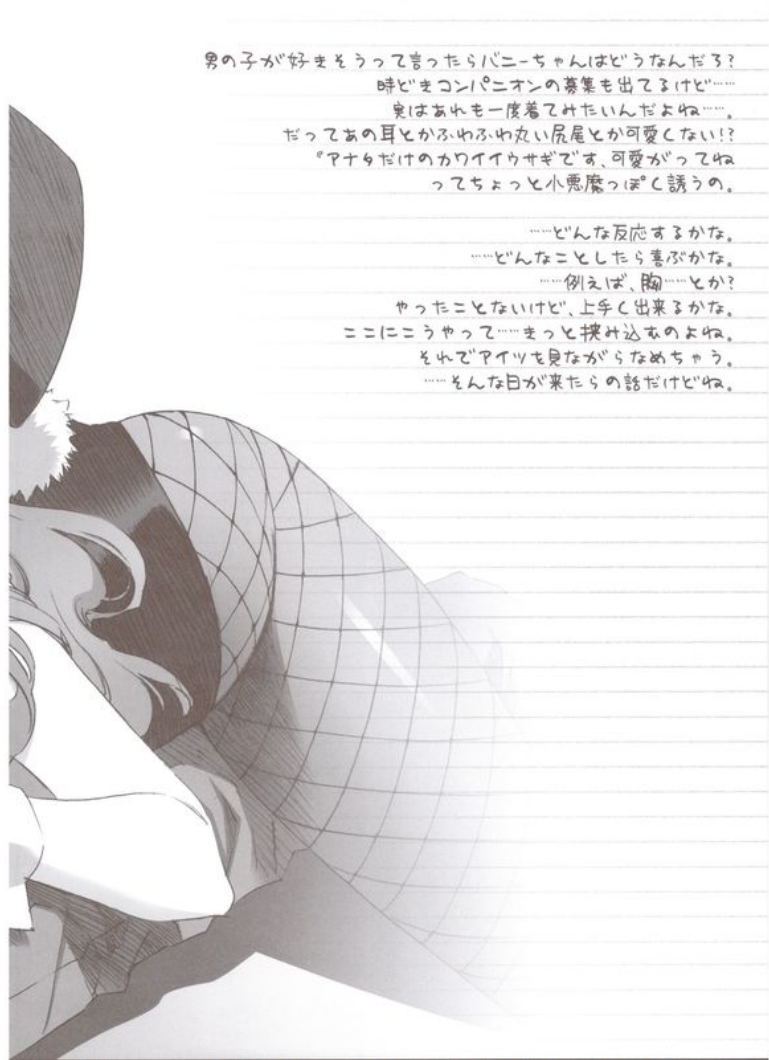 男の子が好きそうって言ったらバニーちゃんはどうなんだろ?
時どきコンパニオンの募集も出てるけど……
実はあれも一度着てみたいんだよね……。
だってあの耳とかふわふわ丸い尻尾とか可愛くない!?
『アナタだけのカワイイウサギです、可愛がってね
ってちょっと小悪魔っぽく誘うの。
……どんな反応するかな。
……どんなことしたら喜ぶかな。
……例えば、胸……とか?
やったことないけど、上手く出来るかな。
ここにこうやって……きっと挟み込むのよね。
それでアイツを見ながらなめちゃう。
……そんな日が来たらの話だけどね。